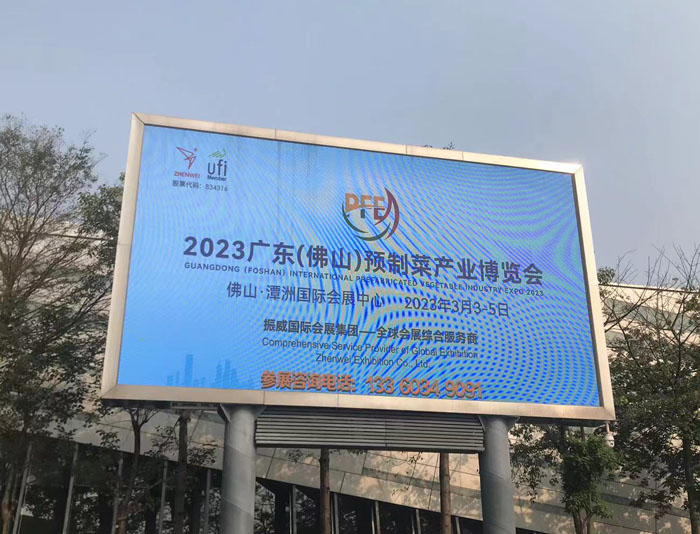 ZHENWEI
ufi
Member
股票代码：834316
PFE
2023广东(佛山)预制菜产业博览会
GUANGDONG (FOSHAN) INTERNATIONAL PREFABRICATED VEGETABLE INDUSTRY EXPO 2023
佛山·潭洲国际会展中心 2023年3月3-5日
振威国际会展集团——全球会展综合服务商
Comprehensive Service Provider of Global Exhibition
Zhenwei Exhibition Co., Ltd.
参展咨询电话：133 6034 9091